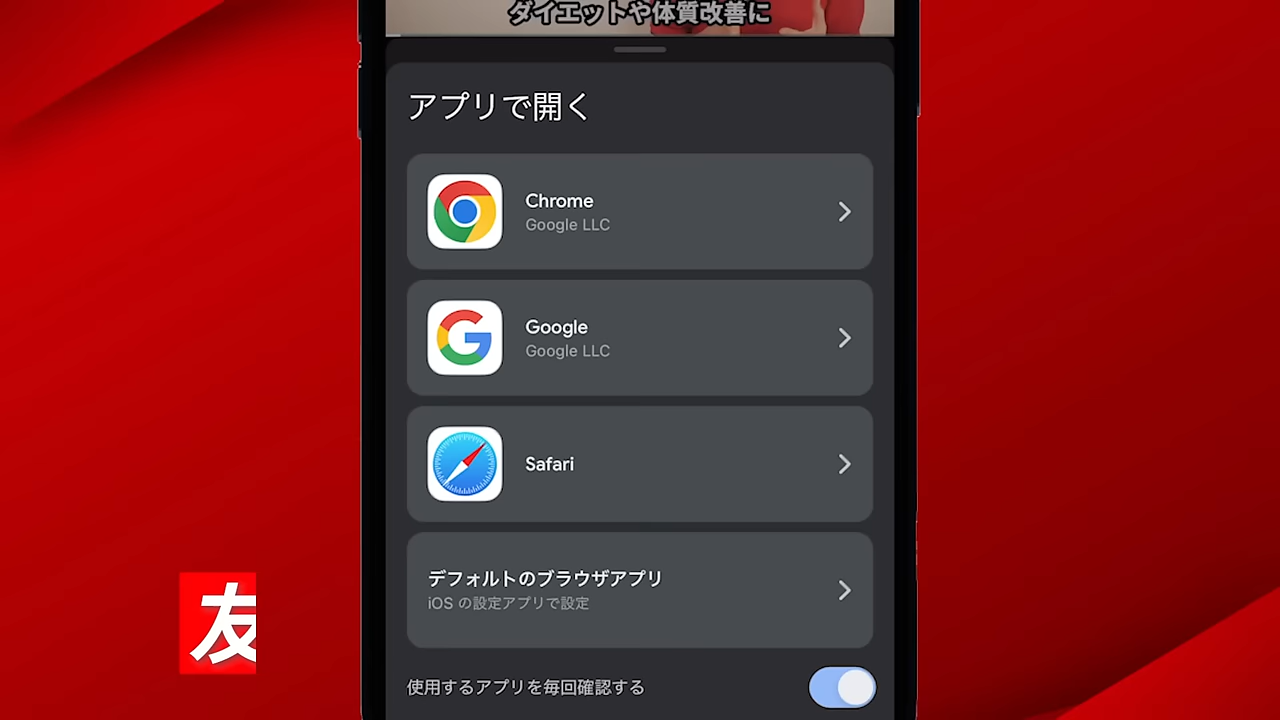 ダイエットや体質改善に
アプリで開く
Chrome
Google LLC
Google
Google LLC
Safari
デフォルトのブラウザアプリ
iOS の設定アプリで設定
使用するアプリを毎回確認する
友